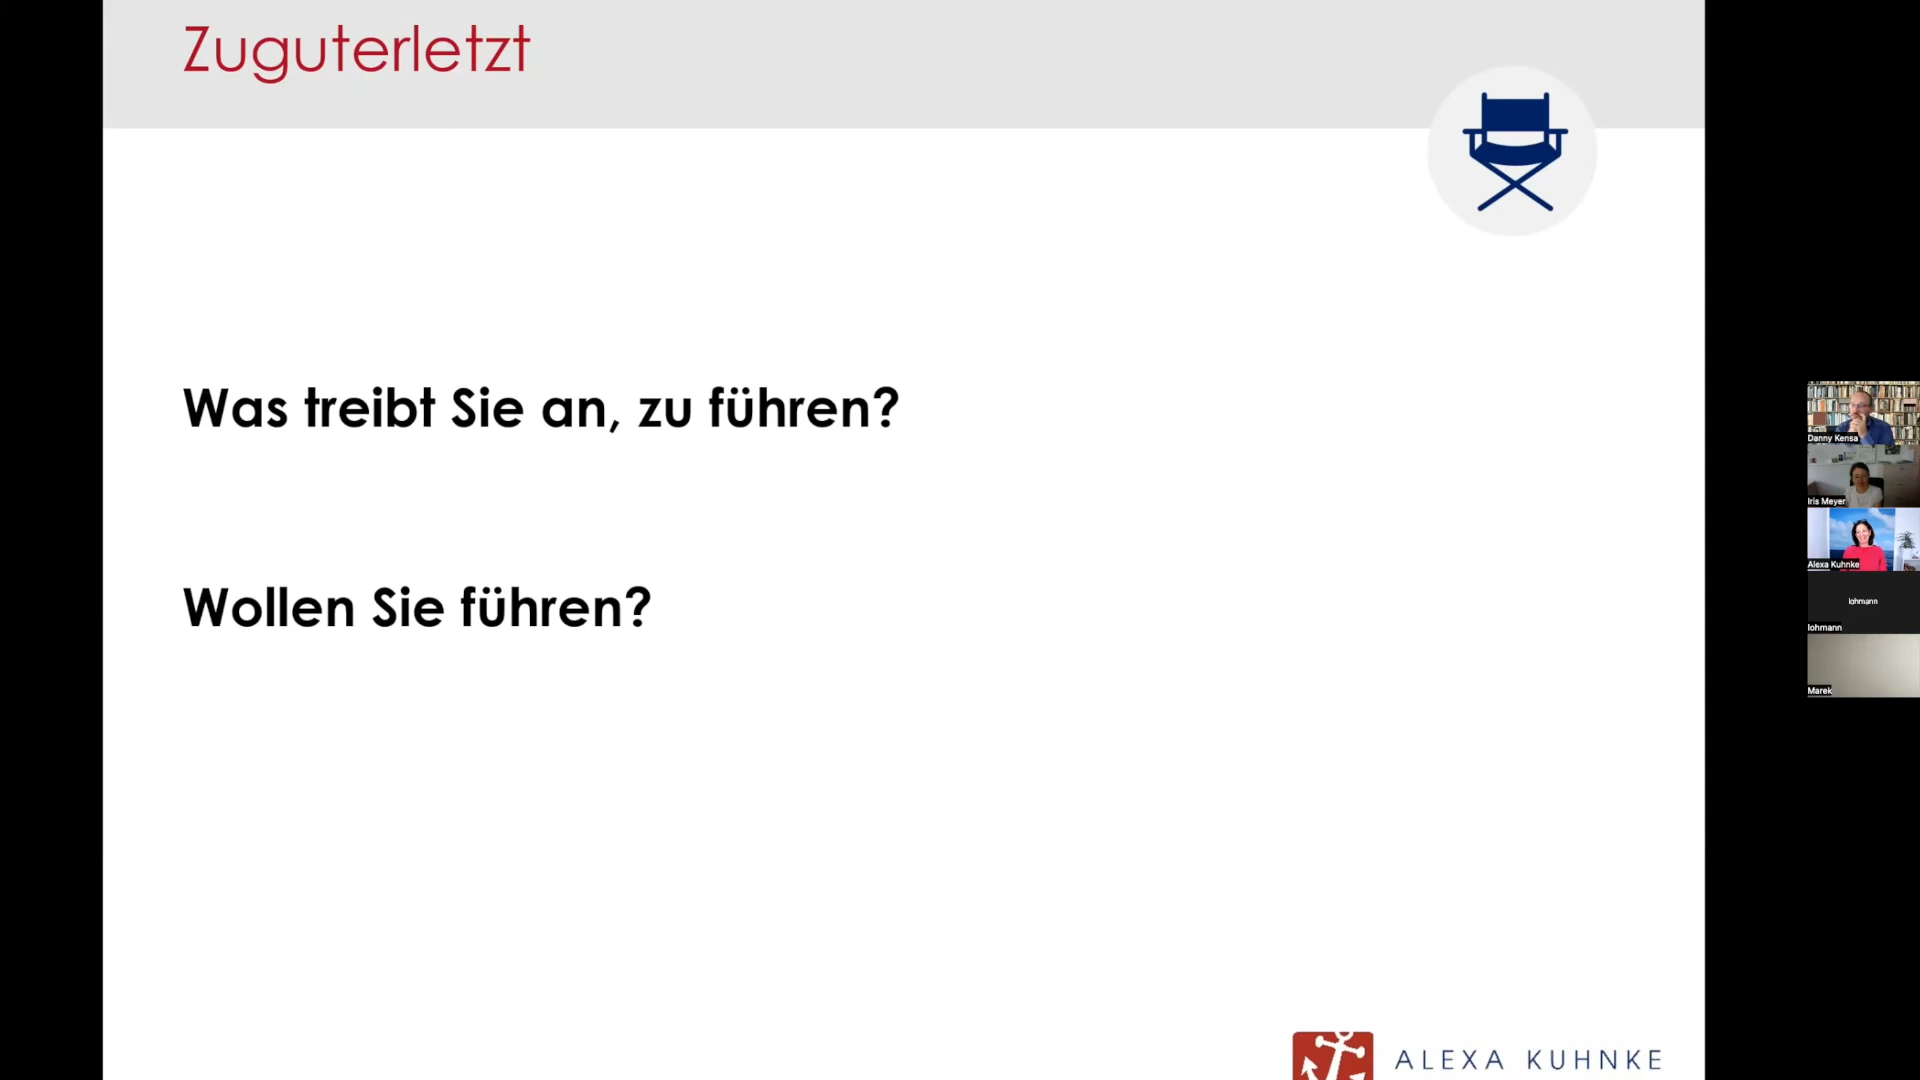 Zuguterletzt
Was treibt Sie an, zu führen?
Wollen Sie führen?
Danny Kensa
Iris Meyer
Alexa Kuhnke
lohmann
lohmann
Marek
ALEXA KUHNKE